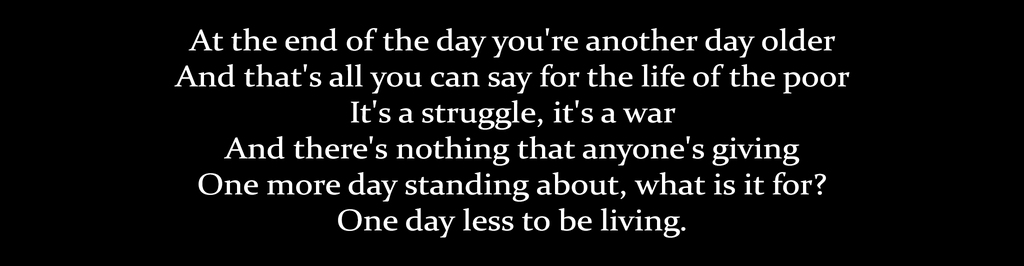 At the end of the day you're another day older
And that's all you can say for the life of the poor
It's a struggle, it's a war
And there's nothing that anyone's giving
One more day standing about, what is it for?
One day less to be living.